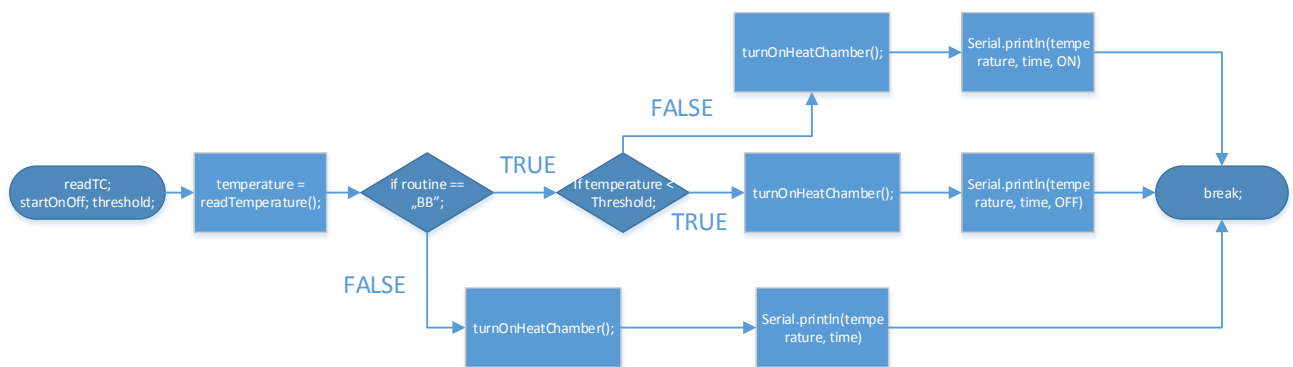 turnOnHeatChamber();
Serial.println(tempe
rature, time, ON)
FALSE
TRUE
readTC;
startOnOff; threshold;
temperature =
readTemperature();
if routine ==
„BB”;
If temperature <
Threshold;
turnOnHeatChamber();
Serial.println(tempe
rature, time, OFF)
break;
TRUE
FALSE
turnOnHeatChamber();
Serial.println(tempe
rature, time)